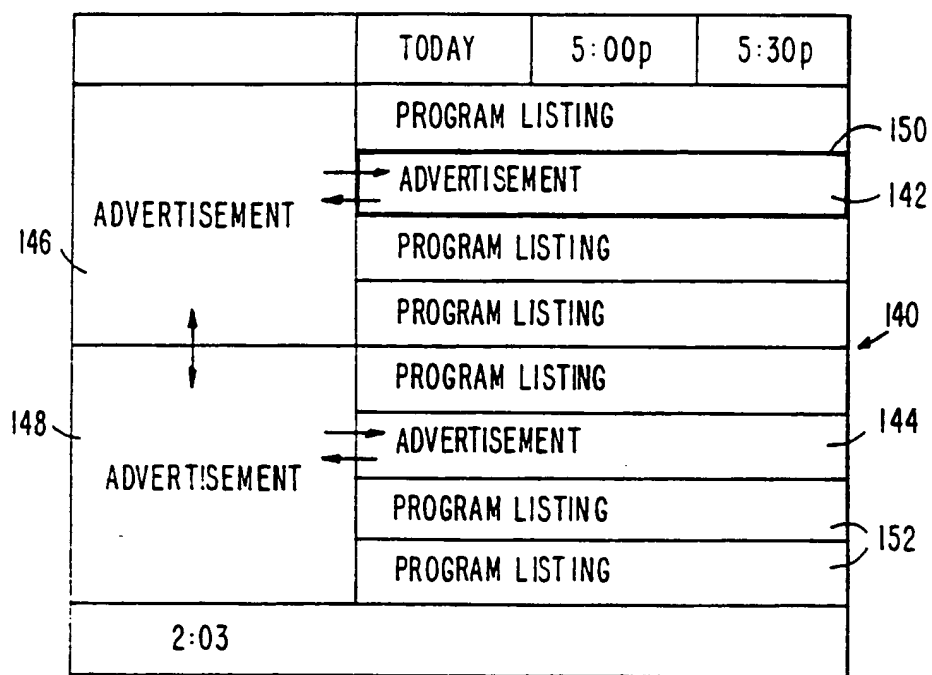 TODAY 5:00p 5:30p
PROGRAM LISTING
150
ADVERTISEMENT
142
ADVERTISEMENT
146
PROGRAM LISTING
PROGRAM LISTING
140
PROGRAM LISTING
148
ADVERTISEMENT
144
ADVERTISEMENT
PROGRAM LISTING
152
PROGRAM LISTING
2:03